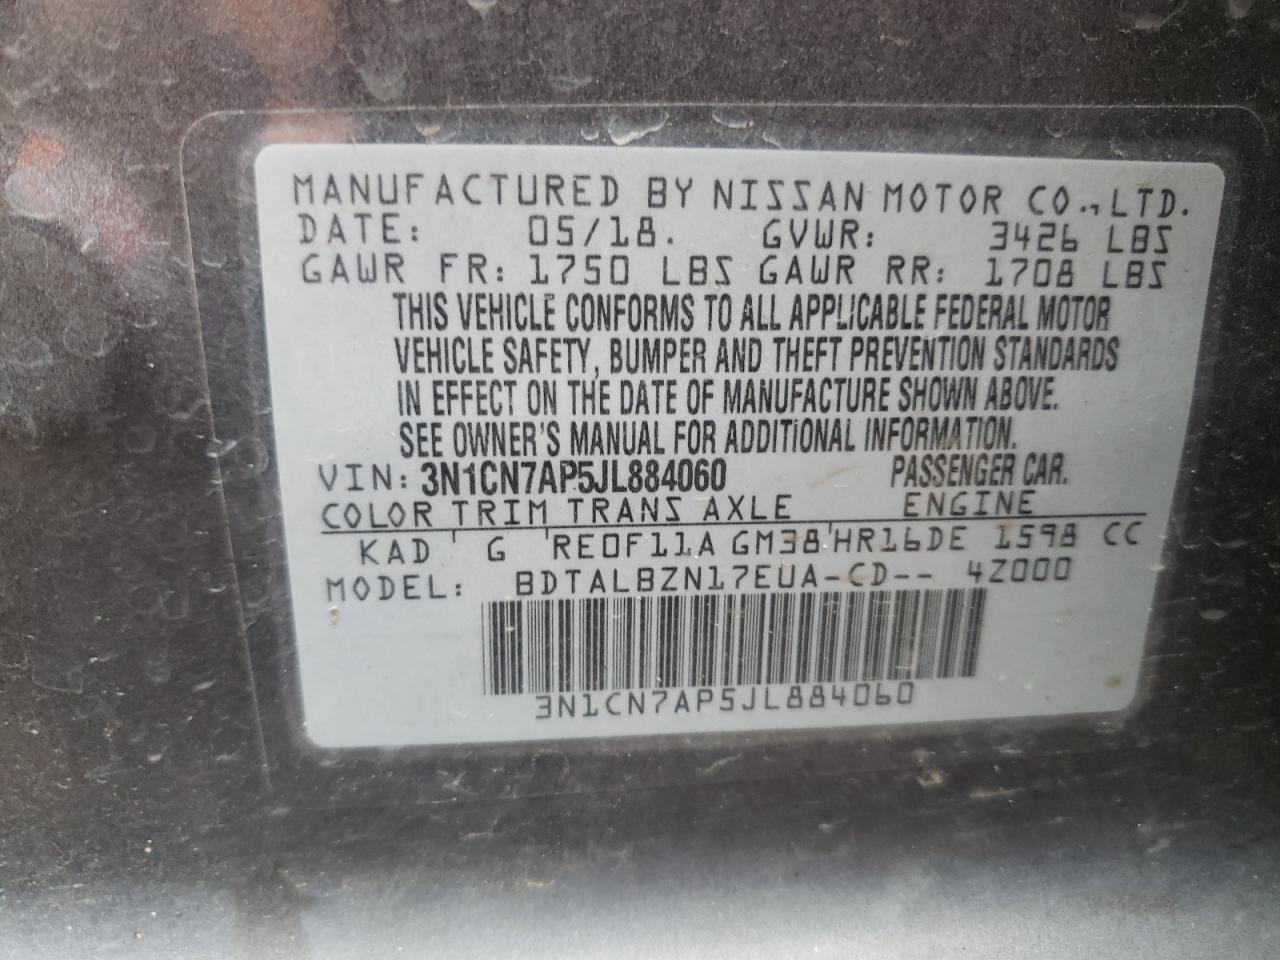 MANUFACTURED BY NISSAN MOTOR CO.,LTD.
DATE: 05/18. GVWR: 3426 LBS
GAWR FR: 1750 LBS GAWR RR: 1708 LBS
THIS VEHICLE CONFORMS TO ALL APPLICABLE FEDERAL MOTOR
VEHICLE SAFETY, BUMPER AND THEFT PREVENTION STANDARDS
IN EFFECT ON THE DATE OF MANUFACTURE SHOWN ABOVE.
SEE OWNER'S MANUAL FOR ADDITIONAL INFORMATION.
VIN: 3N1CN7AP5JL884060 PASSENGER CAR.
COLOR TRIM TRANS AXLE ENGINE
KAD ' G 'RE0F11A GM38'HR16DE 1598 CC
MODEL: BDTALBZN17EUA-CD-- 4Z000
3N1CN7AP5JL884060